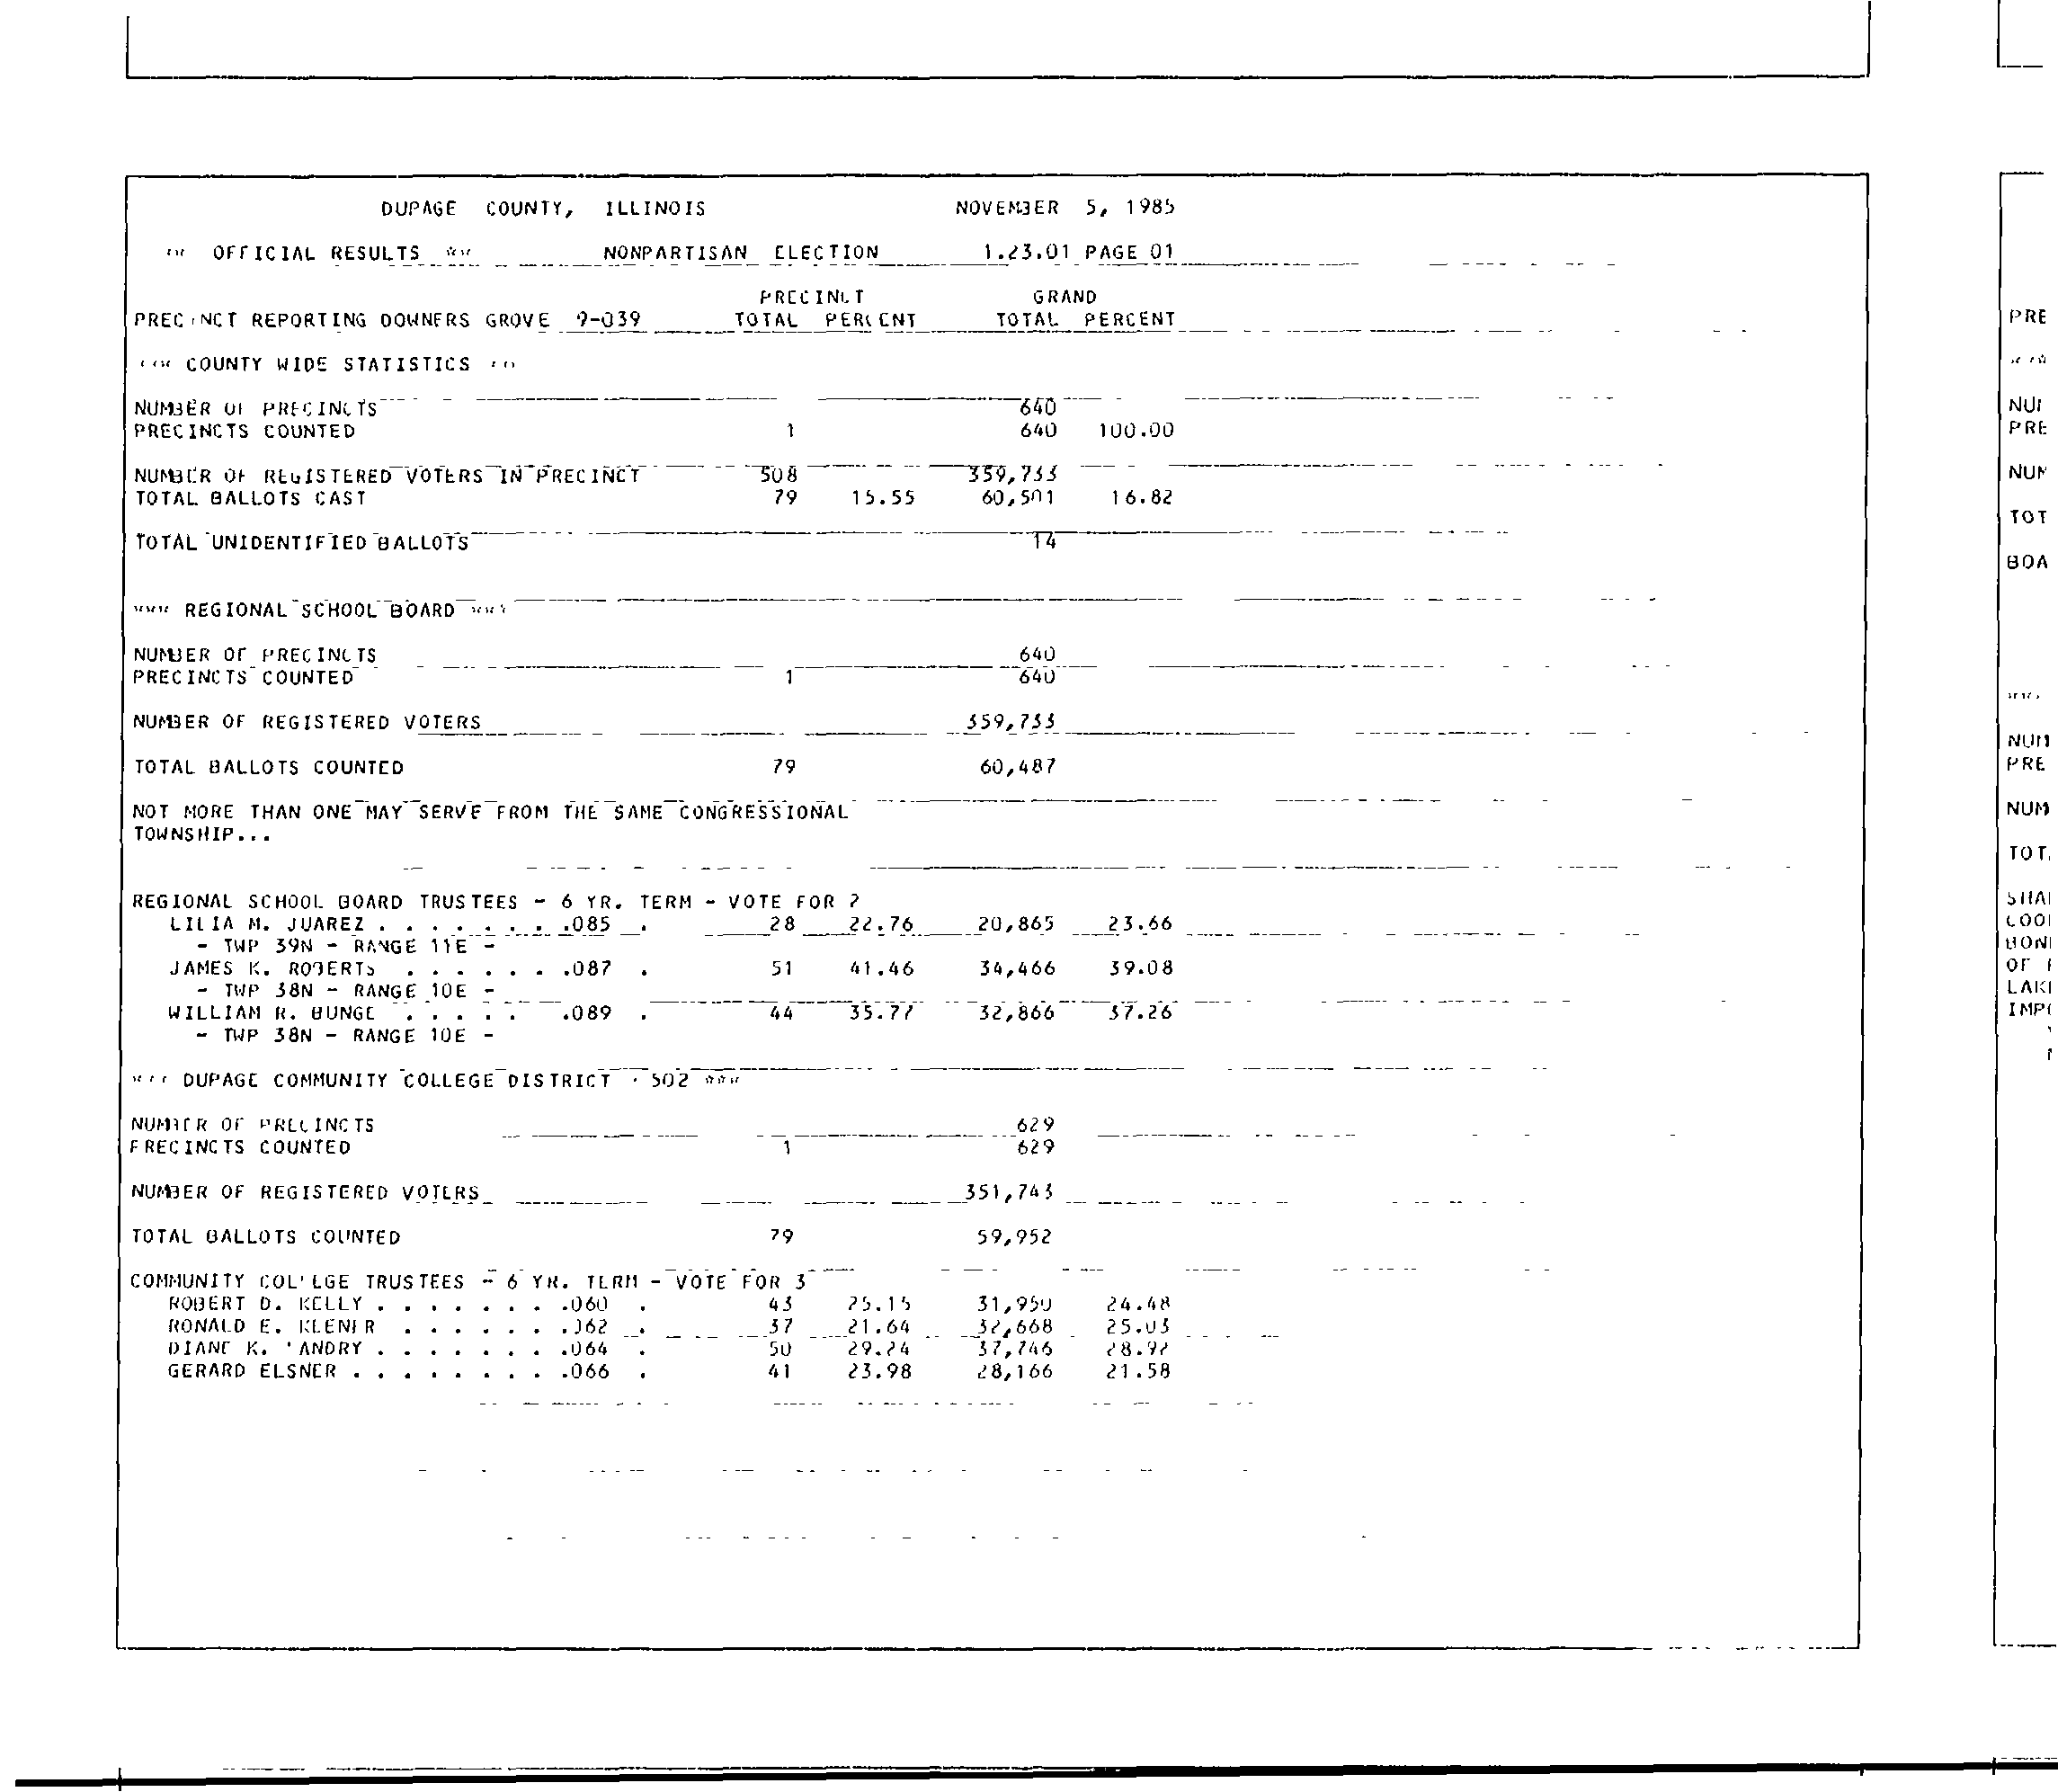 DUPAGE COUNTY, ILLINOIS NOVEMBER 5, 1985
** OFFICIAL RESULTS ** NONPARTISAN ELECTION 1.23.01 PAGE 01
PRECINCT GRAND
PRECINCT REPORTING DOWNERS GROVE 9-039 TOTAL PERCENT TOTAL PERCENT
*** COUNTY WIDE STATISTICS **
NUMBER OF PRECINCTS 640
PRECINCTS COUNTED 1 640 100.00
NUMBER OF REGISTERED VOTERS IN PRECINCT 508 359,733
TOTAL BALLOTS CAST 79 15.55 60,501 16.82
TOTAL UNIDENTIFIED BALLOTS 14
*** REGIONAL SCHOOL BOARD ***
NUMBER OF PRECINCTS 640
PRECINCTS COUNTED 1 640
NUMBER OF REGISTERED VOTERS 359,733
TOTAL BALLOTS COUNTED 79 60,487
NOT MORE THAN ONE MAY SERVE FROM THE SAME CONGRESSIONAL
TOWNSHIP...
REGIONAL SCHOOL BOARD TRUSTEES - 6 YR. TERM - VOTE FOR 2
LILIA M. JUAREZ . . . . . . . .085 . 28 22.76 20,865 23.66
- TWP 39N - RANGE 11E -
JAMES K. ROBERTS . . . . . . .087 . 51 41.46 34,466 39.08
- TWP 38N - RANGE 10E -
WILLIAM R. BUNGE . . . . . .089 . 44 35.77 32,866 37.26
- TWP 38N - RANGE 10E -
*** DUPAGE COMMUNITY COLLEGE DISTRICT 502 ***
NUMBER OF PRECINCTS 629
PRECINCTS COUNTED 1 629
NUMBER OF REGISTERED VOTERS 351,743
TOTAL BALLOTS COUNTED 79 59,952
COMMUNITY COLLEGE TRUSTEES - 6 YR. TERM - VOTE FOR 3
ROBERT D. KELLY . . . . . . . .060 . 43 25.15 31,950 24.48
RONALD E. KEENER . . . . . . .062 . 37 21.64 32,668 25.03
DIANE K. LANDRY . . . . . . . .064 . 50 29.24 37,746 28.92
GERARD ELSNER . . . . . . . . .066 . 41 23.98 28,166 21.58
PRE
PRE
TOT
BOA
NUM
PRE
NUM
TOT